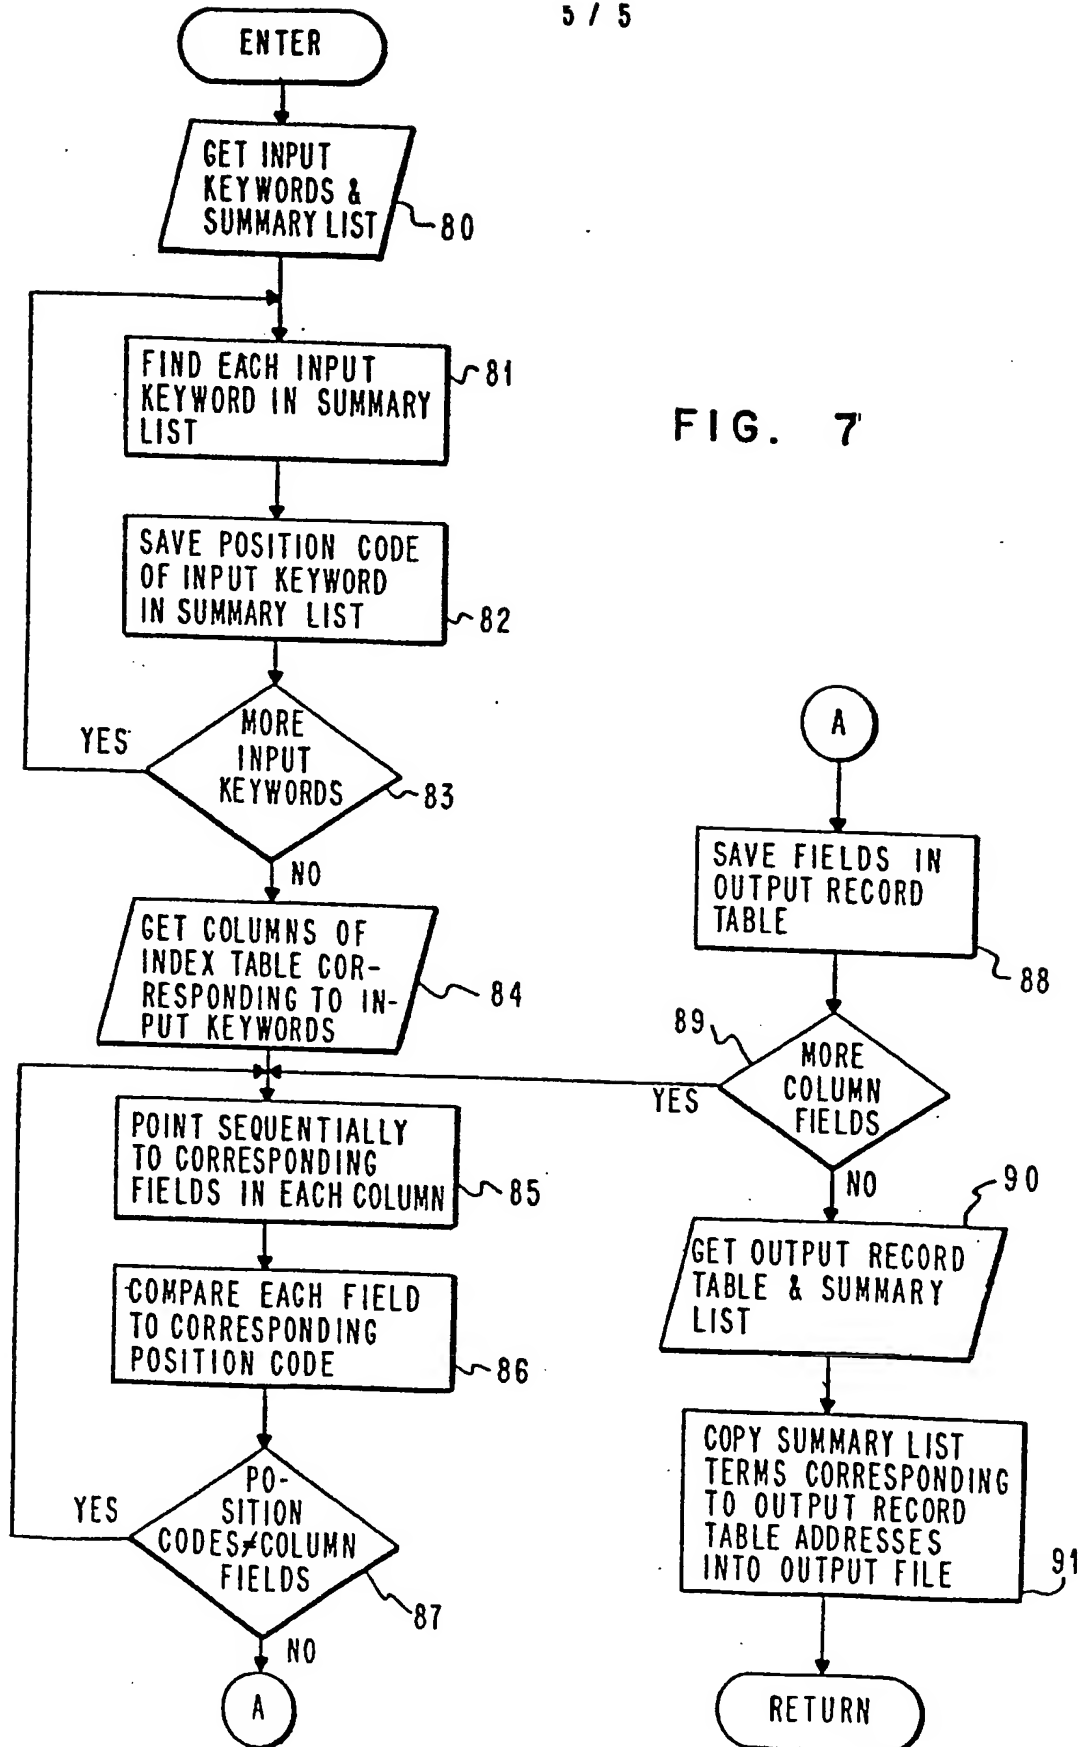 5 / 5
ENTER
GET INPUT
KEYWORDS &
SUMMARY LIST
80
FIND EACH INPUT
KEYWORD IN SUMMARY
LIST
81
FIG. 7
SAVE POSITION CODE
OF INPUT KEYWORD
IN SUMMARY LIST
82
MORE
INPUT
KEYWORDS
83
YES
NO
GET COLUMNS OF
INDEX TABLE COR-
RESPONDING TO IN-
PUT KEYWORDS
84
POINT SEQUENTIALLY
TO CORRESPONDING
FIELDS IN EACH COLUMN
85
COMPARE EACH FIELD
TO CORRESPONDING
POSITION CODE
86
PO-
SITION
CODES≠COLUMN
FIELDS
87
YES
NO
A
A
SAVE FIELDS IN
OUTPUT RECORD
TABLE
88
89
MORE
COLUMN
FIELDS
YES
NO
90
GET OUTPUT RECORD
TABLE & SUMMARY
LIST
COPY SUMMARY LIST
TERMS CORRESPONDING
TO OUTPUT RECORD
TABLE ADDRESSES
INTO OUTPUT FILE
91
RETURN